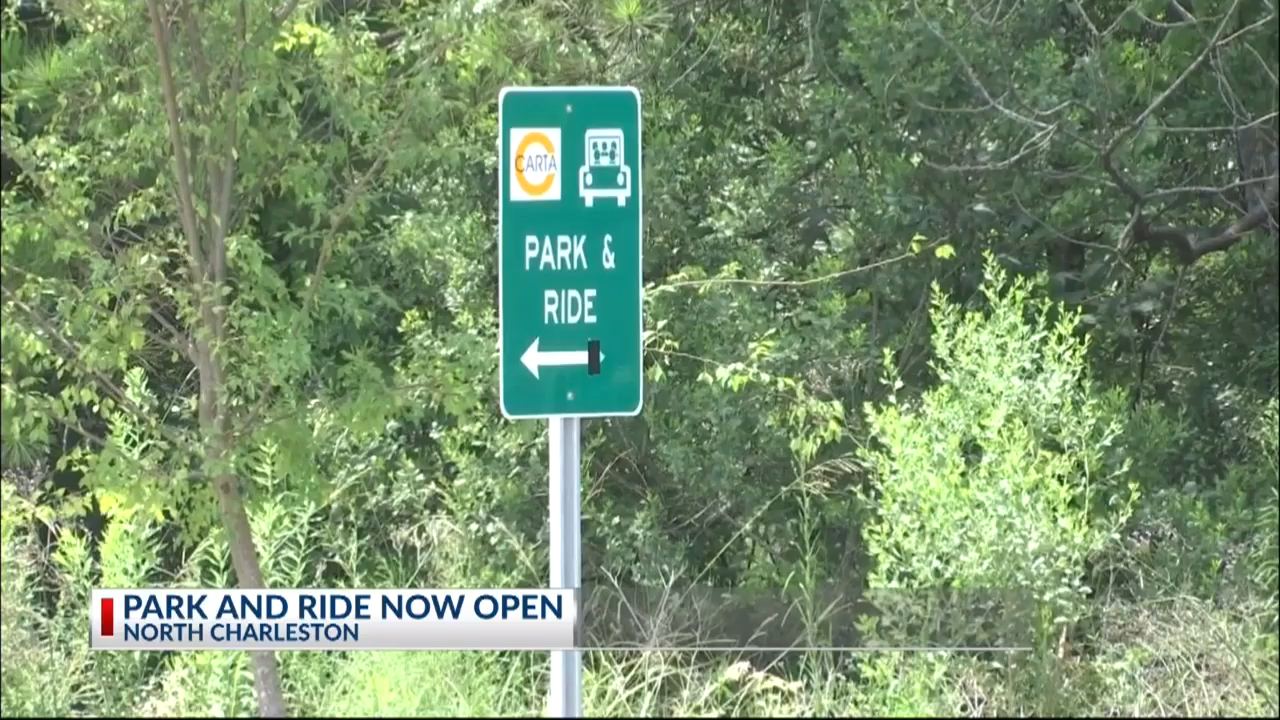 CARTA
PARK &
RIDE
PARK AND RIDE NOW OPEN
NORTH CHARLESTON